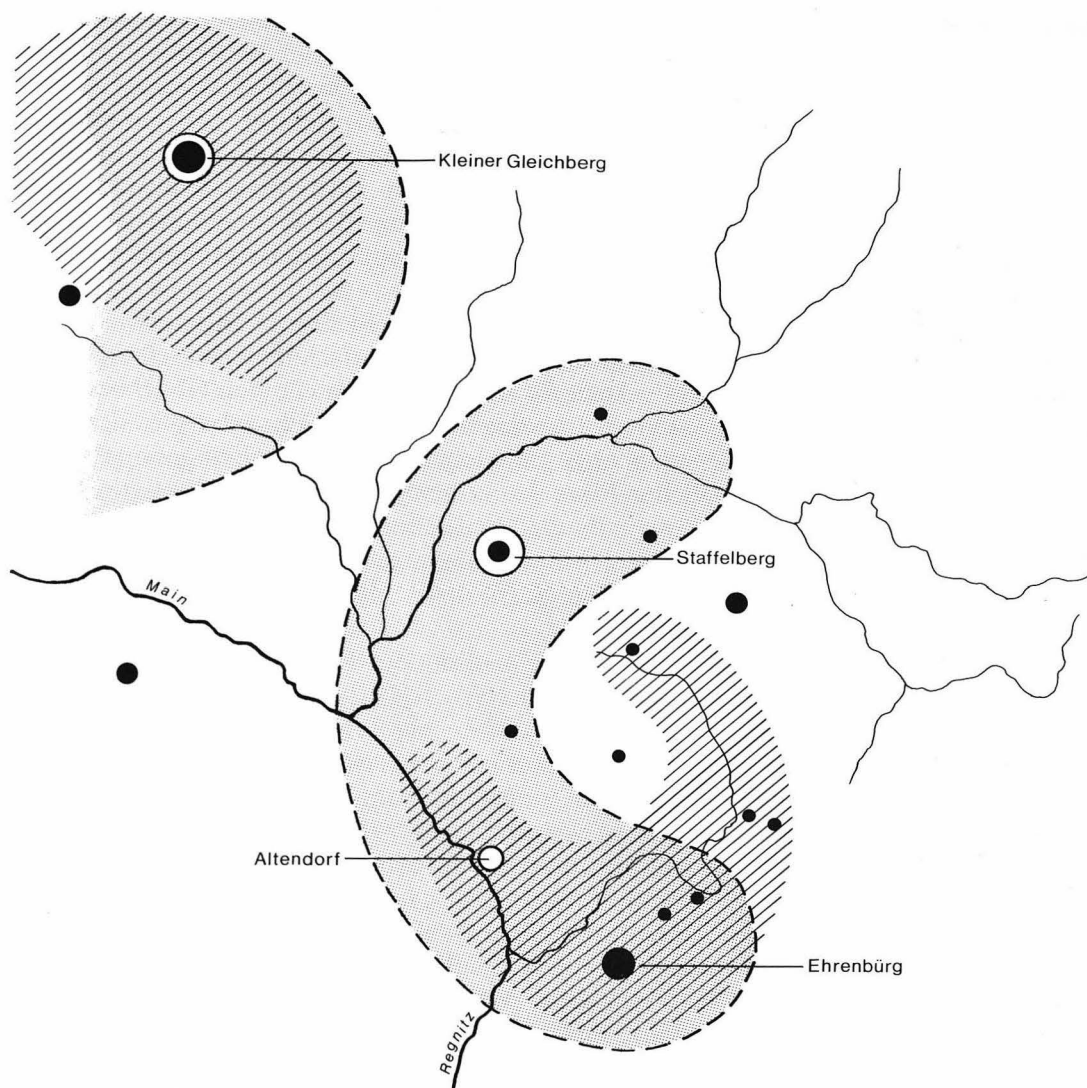 Kleiner Gleichberg
Staffelberg
Main
Altendorf
Ehrenbürg
Regnitz